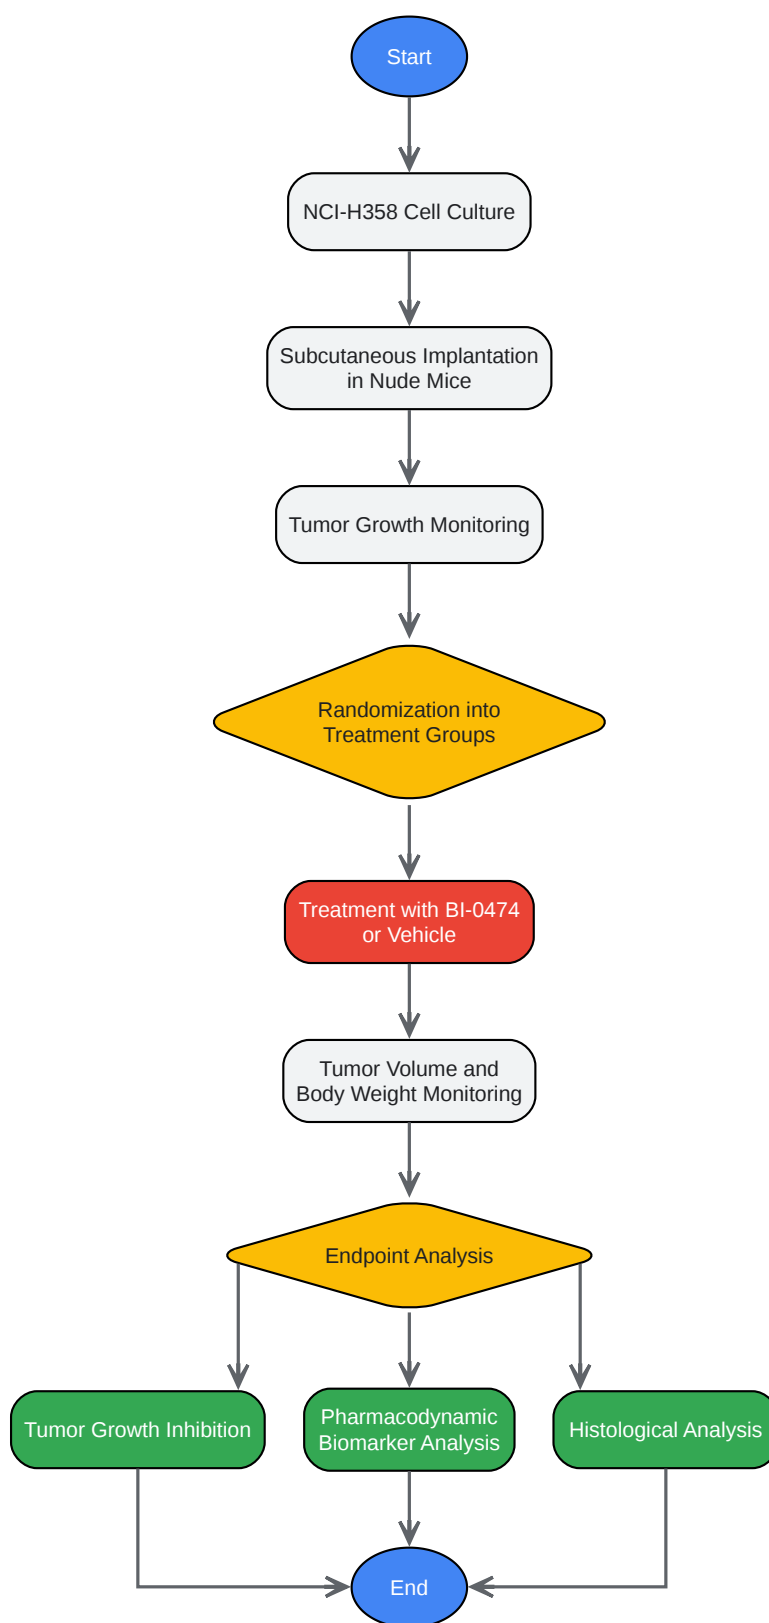 Start
NCI-H358 Cell Culture
Subcutaneous Implantation
in Nude Mice
Tumor Growth Monitoring
Randomization into
Treatment Groups
Treatment with BI-0474
or Vehicle
Tumor Volume and
Body Weight Monitoring
Endpoint Analysis
Tumor Growth Inhibition
Pharmacodynamic
Biomarker Analysis
Histological Analysis
End